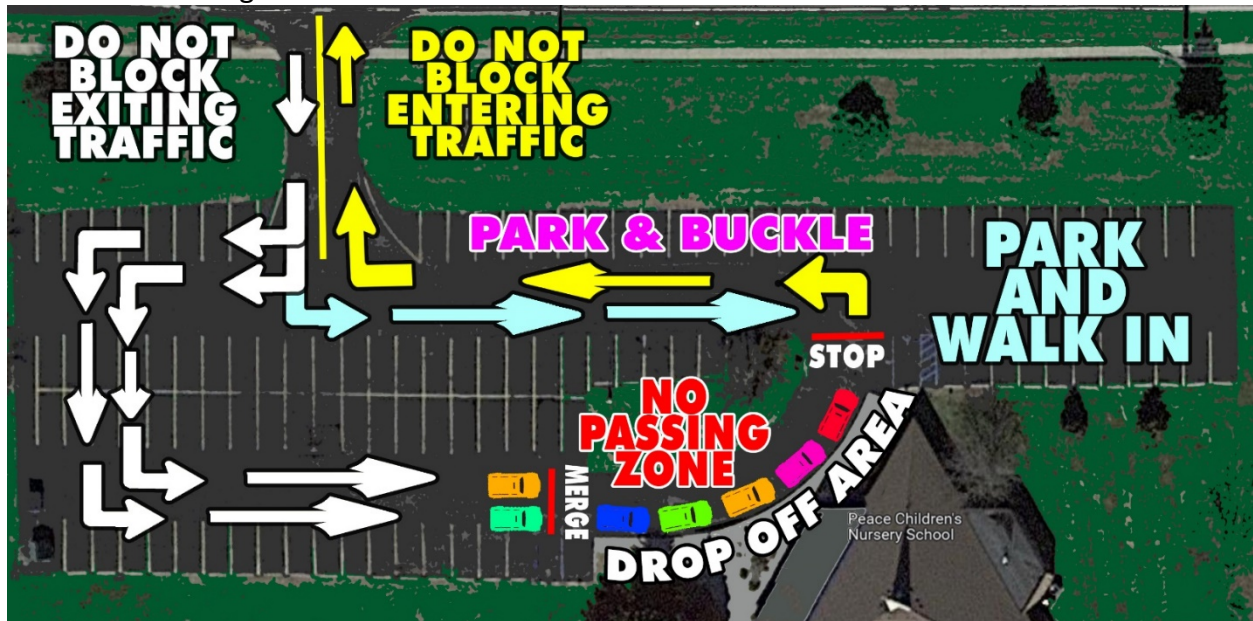 DO NOT
BLOCK
EXITING
TRAFFIC
DO NOT
BLOCK
ENTERING
TRAFFIC
PARK & BUCKLE
PARK
AND
WALK IN
STOP
NO
PASSING
ZONE
MERGE
DROP OFF AREA
Peace Children's
Nursery School